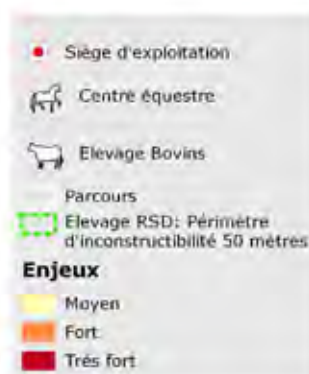 Siège d'exploitation
Centre équestre
Elevage Bovins
Parcours
Elevage RSD: Périmètre
d'inconstructibilité 50 mètres
Enjeux
Moyen
Fort
Trés fort